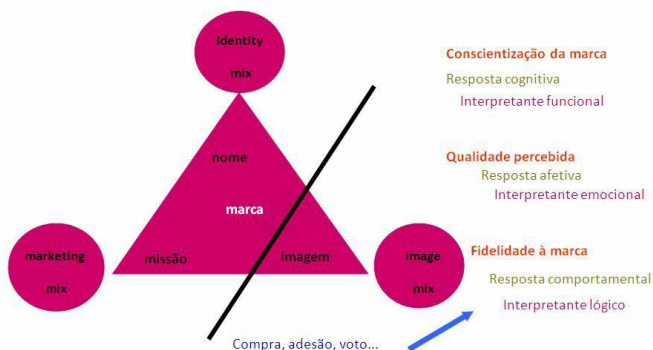 identity
mix
Conscientização da marca
Resposta cognitiva
Interpretante funcional
nome
Qualidade percebida
Resposta afetiva
Interpretante emocional
marca
marketing
mix
missão
imagem
image
mix
Fidelidade à marca
Resposta comportamental
Interpretante lógico
Compra, adesão, voto...